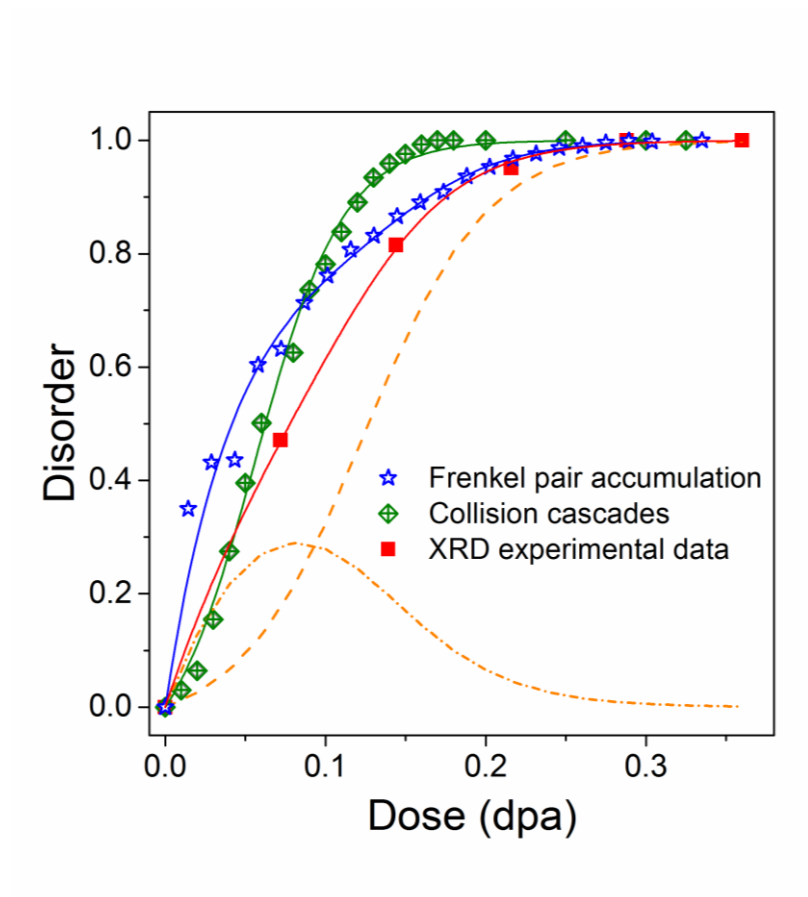 1.0
0.8
0.6
0.4
0.2
0.0
Disorder
Frenkel pair accumulation
Collision cascades
XRD experimental data
0.0 0.1 0.2 0.3
Dose (dpa)